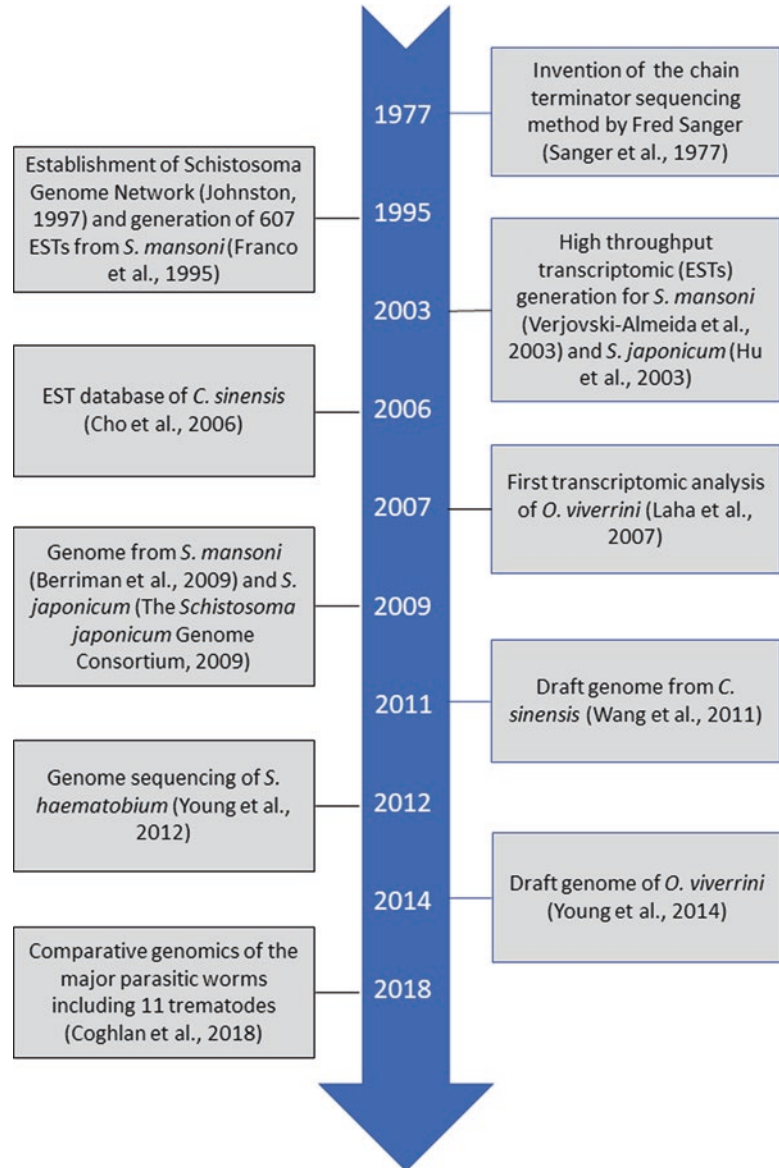 1977
Invention of the chain
terminator sequencing
method by Fred Sanger
(Sanger et al., 1977)
Establishment of Schistosoma
Genome Network (Johnston,
1997) and generation of 607
ESTs from S. mansoni (Franco
et al., 1995)
1995
2003
High throughput
transcriptomic (ESTs)
generation for S. mansoni
(Verjovski-Almeida et al.,
2003) and S. japonicum (Hu
et al., 2003)
EST database of C. sinensis
(Cho et al., 2006)
2006
2007
First transcriptomic analysis
of O. viverrini (Laha et al.,
2007)
Genome from S. mansoni
(Berriman et al., 2009) and S.
japonicum (The Schistosoma
japonicum Genome
Consortium, 2009)
2009
2011
Draft genome from C.
sinensis (Wang et al., 2011)
Genome sequencing of S.
haematobium (Young et al.,
2012)
2012
2014
Draft genome of O. viverrini
(Young et al., 2014)
Comparative genomics of the
major parasitic worms
including 11 trematodes
(Coghlan et al., 2018)
2018